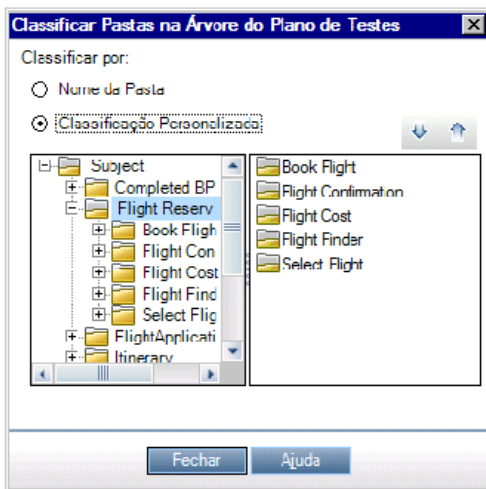 Classificar Pastas na Árvore do Plano de Testes
Classificar por:
Nome da Pasta
Classificação Personalizada
Subject
Completed BP
Flight Reserv
Book Fligh
Flight Con
Flight Cost
Flight Find
Select Flig
FlightApplicati
Itinerary
Book Flight
Flight Confirmation
Flight Cost
Flight Finder
Select Flight
Fechar
Ajuda